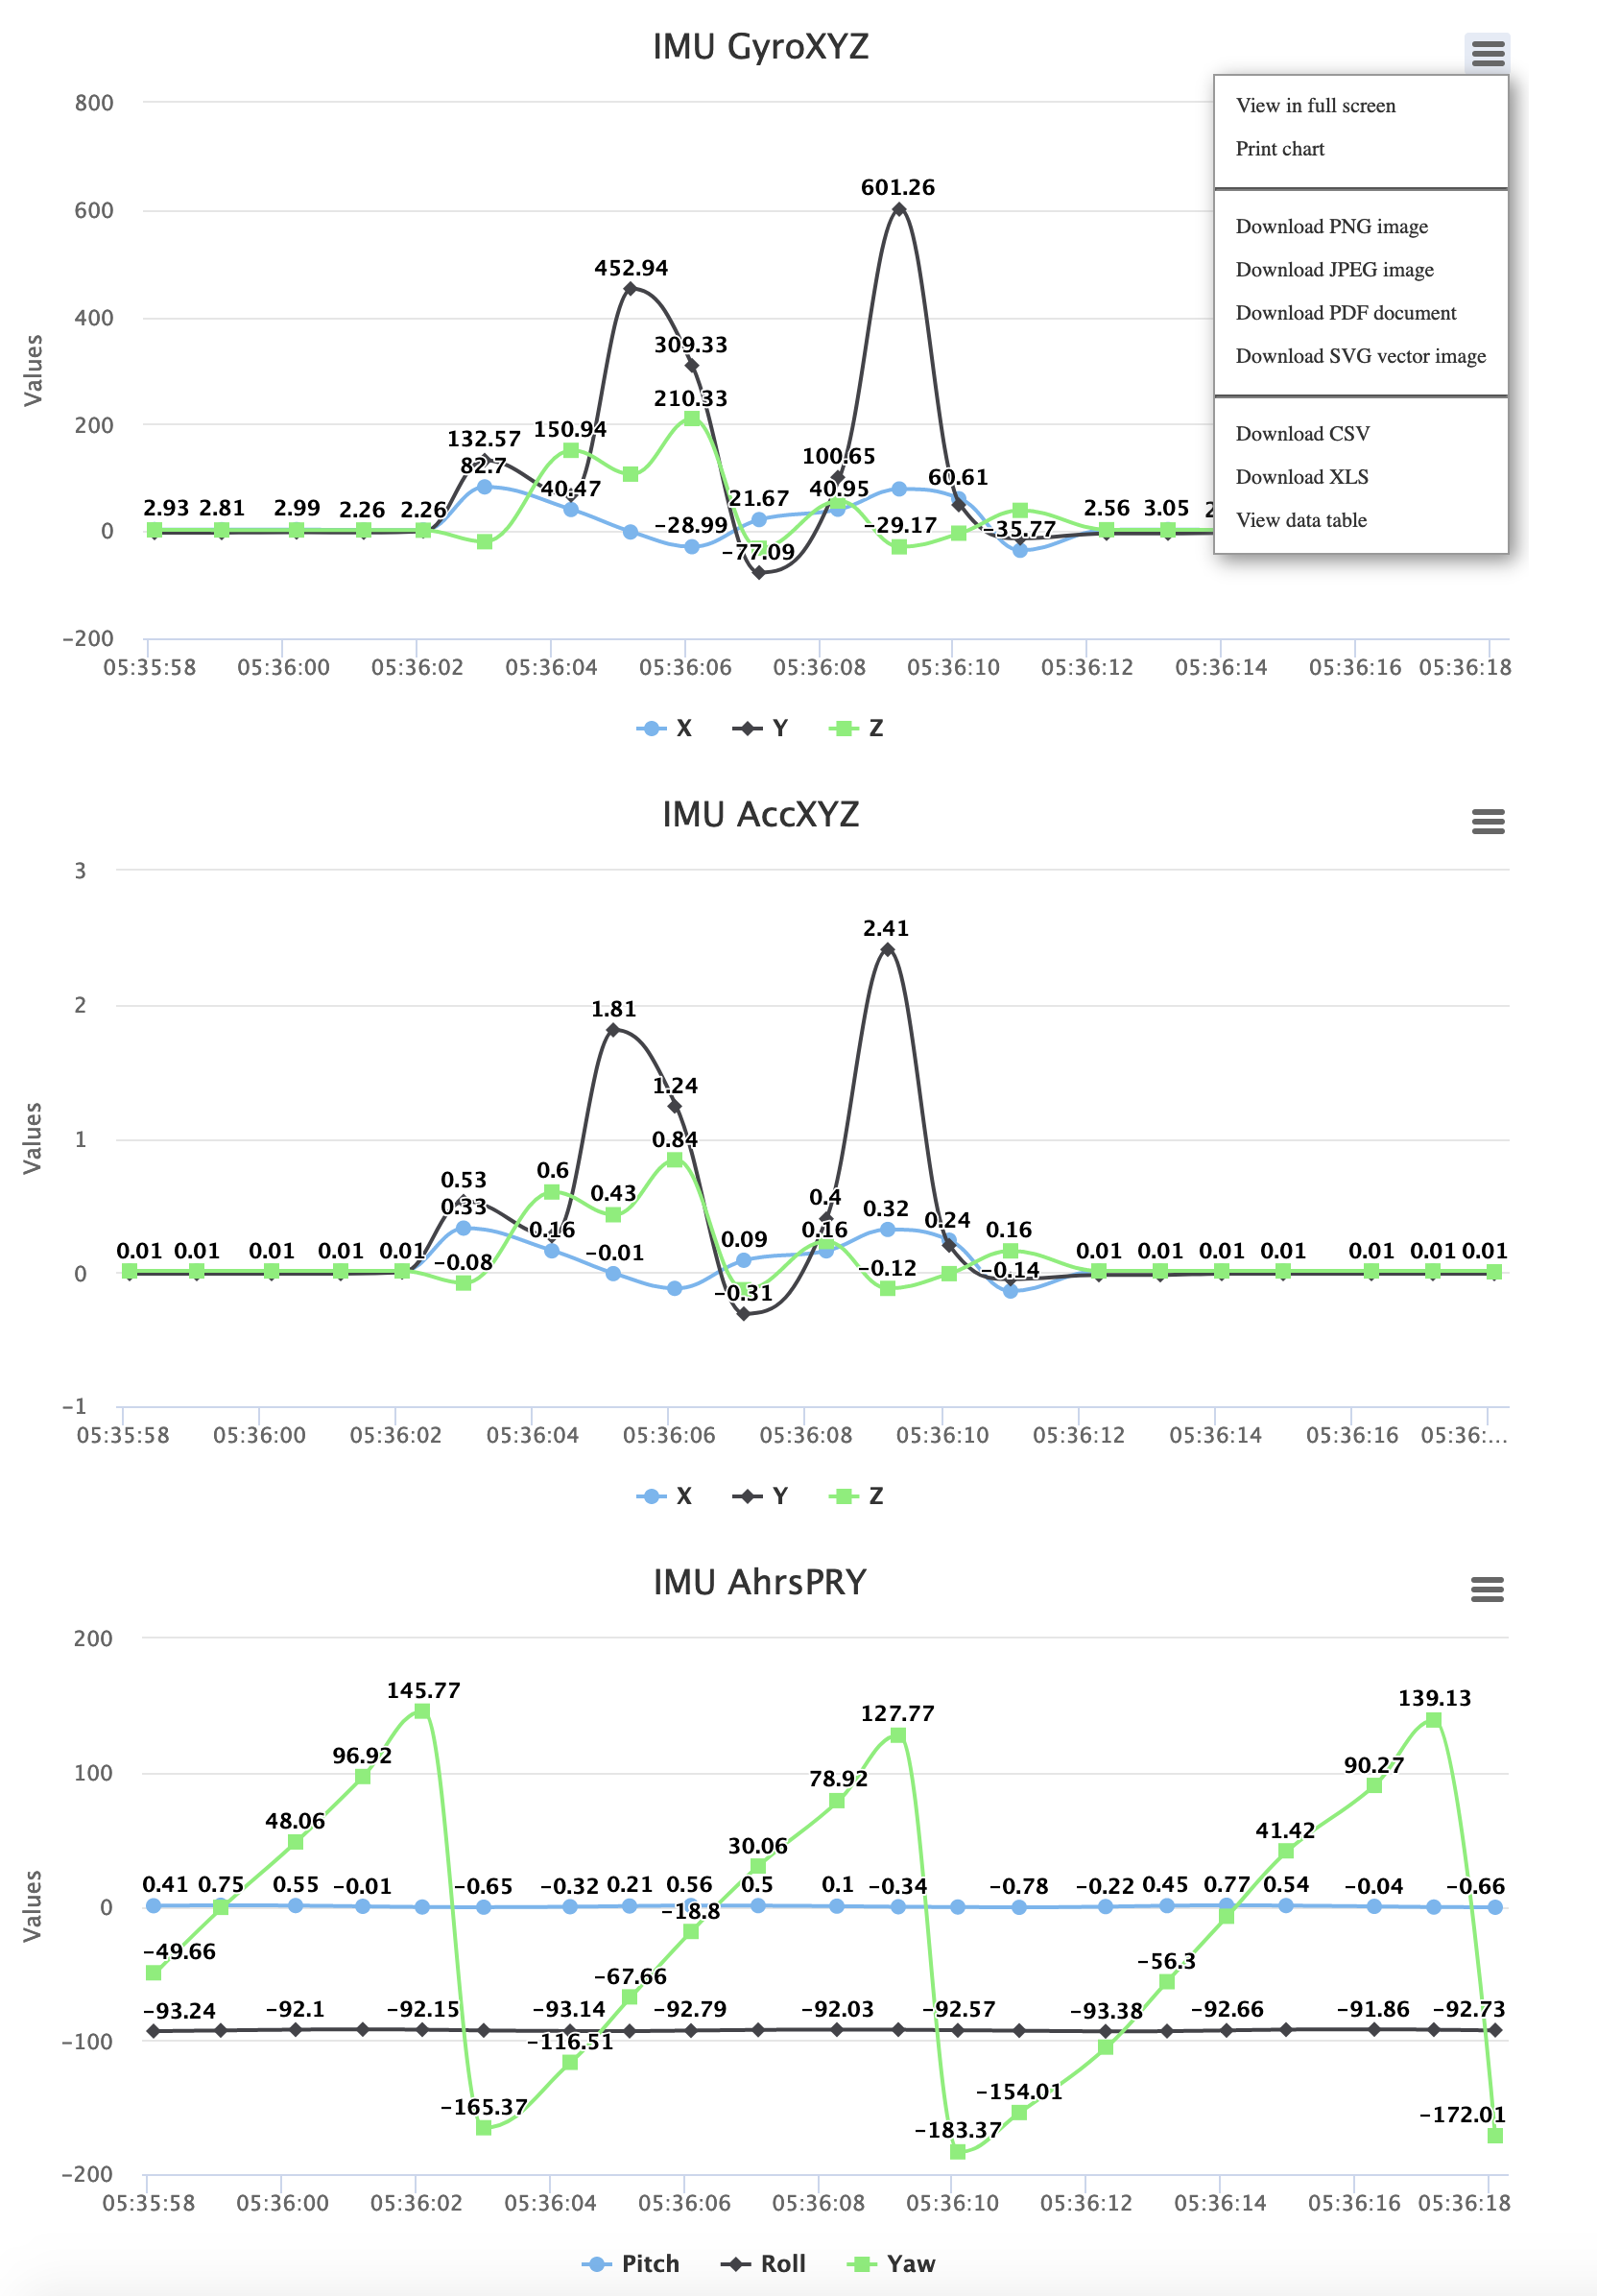 IMU GyroXYZ
View in full screen
Print chart
Download PNG image
Download JPEG image
Download PDF document
Download SVG vector image
Download CSV
Download XLS
View data table
Values
800
600
400
200
0
−200
601.26
452.94
309.33
210.33
132.57
150.94
82.7
40.47
100.65
60.61
2.93 2.81 2.99 2.26 2.26
−28.99
21.67
40.95
−29.17
−35.77
2.56 3.05
−77.09
05:35:58 05:36:00 05:36:02 05:36:04 05:36:06 05:36:08 05:36:10 05:36:12 05:36:14 05:36:16 05:36:18
X Y Z
IMU AccXYZ
Values
3
2
1
0
−1
2.41
1.81
1.24
0.84
0.53
0.6
0.33
0.43
0.16
0.4
0.32
0.16
0.24
0.16
0.01 0.01 0.01 0.01 0.01
−0.08
−0.01
0.09
−0.12
−0.14
0.01 0.01 0.01 0.01 0.01 0.01 0.01
−0.31
05:35:58 05:36:00 05:36:02 05:36:04 05:36:06 05:36:08 05:36:10 05:36:12 05:36:14 05:36:16 05:36:...
X Y Z
IMU AhrsPRY
Values
200
100
0
−100
−200
145.77
127.77
139.13
96.92
78.92
90.27
48.06
30.06
41.42
0.41 0.75 0.55 −0.01 −0.65 −0.32 0.21 0.56 0.5 0.1 −0.34 −0.78 −0.22 0.45 0.77 0.54 −0.04 −0.66
−18.8
−49.66
−67.66
−56.3
−93.24 −92.1 −92.15 −93.14 −92.79 −92.03 −92.57 −93.38 −92.66 −91.86 −92.73
−116.51
−165.37
−154.01
−183.37
−172.01
05:35:58 05:36:00 05:36:02 05:36:04 05:36:06 05:36:08 05:36:10 05:36:12 05:36:14 05:36:16 05:36:18
Pitch Roll Yaw